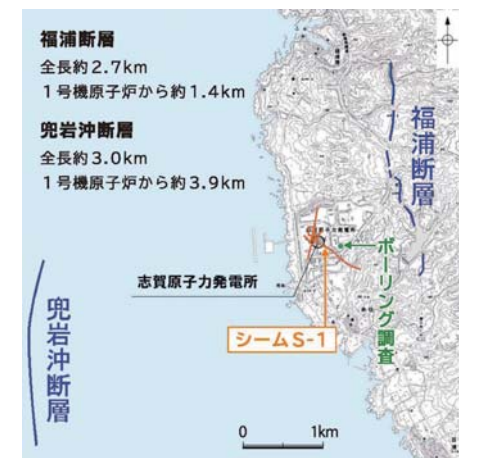 福浦断層
全長約2.7km
1号機原子炉から約1.4km
兜岩沖断層
全長約3.0km
1号機原子炉から約3.9km
福浦断層
ボーリング調査
志賀原子力発電所
シームS-1
兜岩沖断層
0 1km